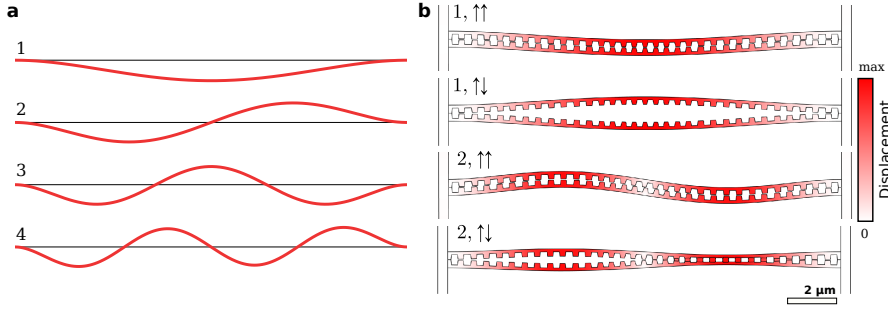 a
1
2
3
4
b
1, ↑↑
1, ↑↓
2, ↑↑
2, ↑↓
max
Displacement
0
2 μm